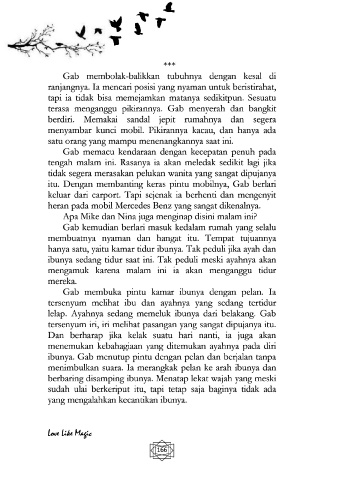 ***
Gab membolak-balikkan tubuhnya dengan kesal di
ranjangnya. Ia mencari posisi yang nyaman untuk beristirahat,
tapi ia tidak bisa memejamkan matanya sedikitpun. Sesuatu
terasa menganggu pikirannya. Gab menyerah dan bangkit
berdiri. Memakai sandal jepit rumahnya dan segera
menyambar kunci mobil. Pikirannya kacau, dan hanya ada
satu orang yang mampu menenangkannya saat ini.
Gab memacu kendaraan dengan kecepatan penuh pada
tengah malam ini. Rasanya ia akan meledak sedikit lagi jika
tidak segera merasakan pelukan wanita yang sangat dipujanya
itu. Dengan membanting keras pintu mobilnya, Gab berlari
keluar dari carport. Tapi sejenak ia berhenti dan mengenyit
heran pada mobil Mercedes Benz yang sangat dikenalnya.
Apa Mike dan Nina juga menginap disini malam ini?
Gab kemudian berlari masuk kedalam rumah yang selalu
membuatnya nyaman dan hangat itu. Tempat tujuannya
hanya satu, yaitu kamar tidur ibunya. Tak peduli jika ayah dan
ibunya sedang tidur saat ini. Tak peduli meski ayahnya akan
mengamuk karena malam ini ia akan menganggu tidur
mereka.
Gab membuka pintu kamar ibunya dengan pelan. Ia
tersenyum melihat ibu dan ayahnya yang sedang tertidur
lelap. Ayahnya sedang memeluk ibunya dari belakang. Gab
tersenyum iri, iri melihat pasangan yang sangat dipujanya itu.
Dan berharap jika kelak suatu hari nanti, ia juga akan
menemukan kebahagiaan yang ditemukan ayahnya pada diri
ibunya. Gab menutup pintu dengan pelan dan berjalan tanpa
menimbulkan suara. Ia merangkak pelan ke arah ibunya dan
berbaring disamping ibunya. Menatap lekat wajah yang meski
sudah ulai berkeriput itu, tapi tetap saja baginya tidak ada
yang mengalahkan kecantikan ibunya.
Love Like Magic
166